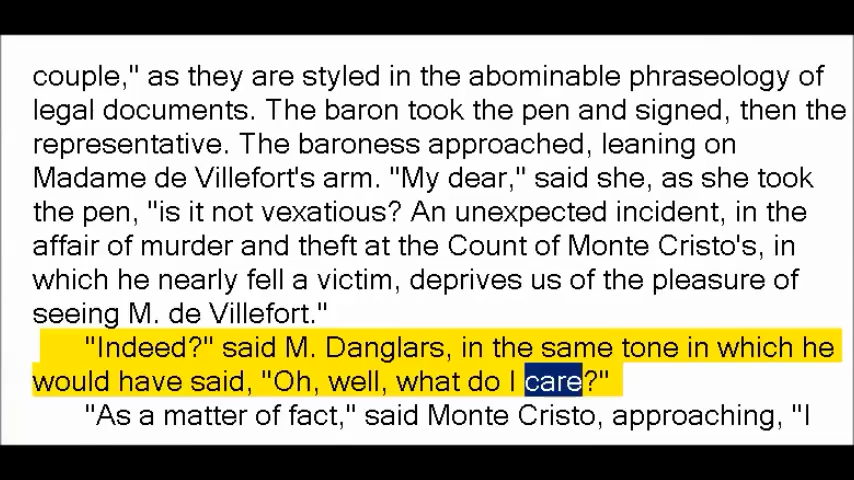 couple," as they are styled in the abominable phraseology of
legal documents. The baron took the pen and signed, then the
representative. The baroness approached, leaning on
Madame de Villefort's arm. "My dear," said she, as she took
the pen, "is it not vexatious? An unexpected incident, in the
affair of murder and theft at the Count of Monte Cristo's, in
which he nearly fell a victim, deprives us of the pleasure of
seeing M. de Villefort."
"Indeed?" said M. Danglars, in the same tone in which he
would have said, "Oh, well, what do I care?"
"As a matter of fact," said Monte Cristo, approaching, "I